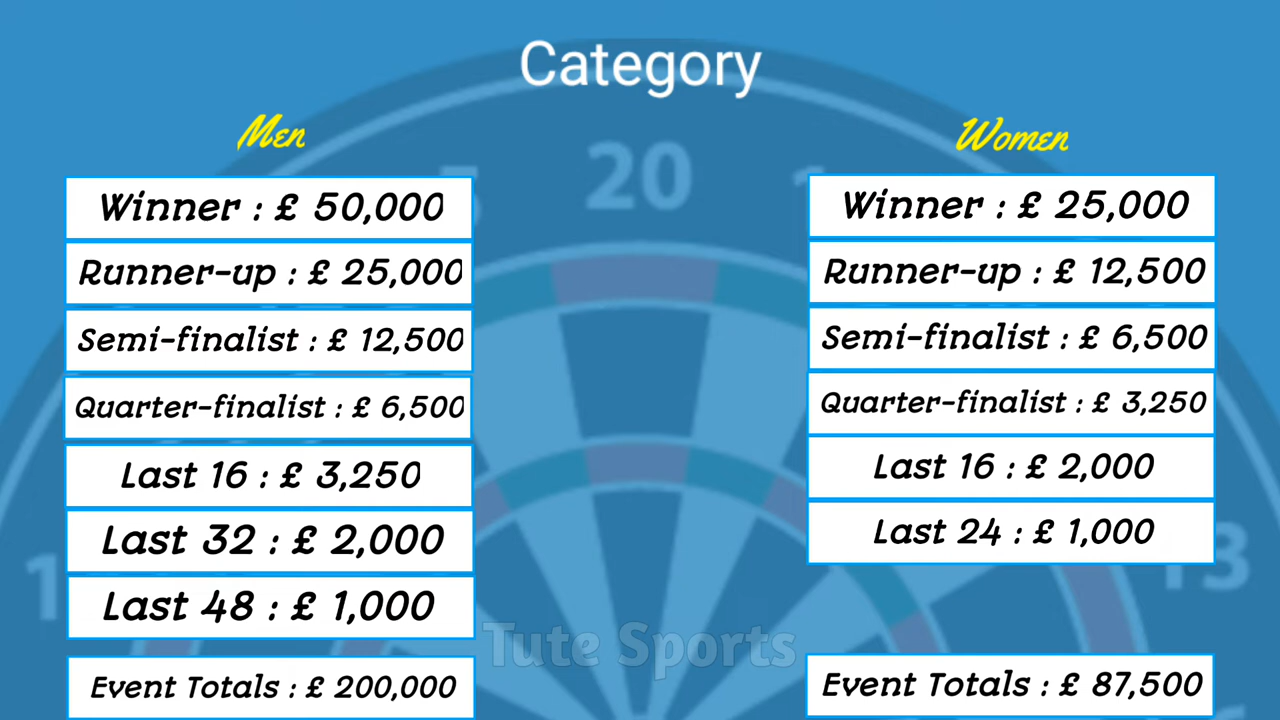 Category
Men
Winner : £ 50,000
Runner-up : £ 25,000
Semi-finalist : £ 12,500
Quarter-finalist : £ 6,500
Last 16 : £ 3,250
Last 32 : £ 2,000
Last 48 : £ 1,000
Event Totals : £ 200,000
Women
Winner : £ 25,000
Runner-up : £ 12,500
Semi-finalist : £ 6,500
Quarter-finalist : £ 3,250
Last 16 : £ 2,000
Last 24 : £ 1,000
Event Totals : £ 87,500
20
13
Tute Sports